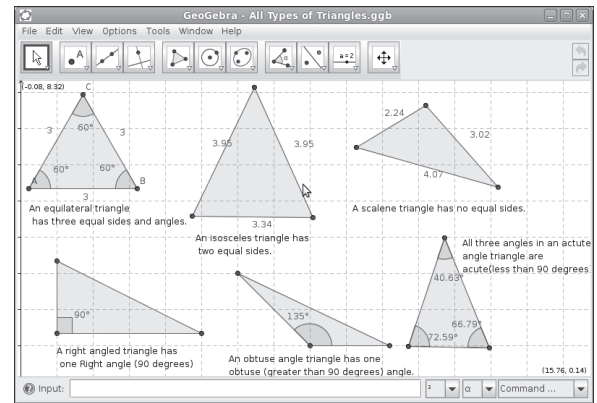 GeoGebra - All Types of Triangles.ggb
File Edit View Options Tools Window Help
A
a=2
(-0.08, 8.32)
C
60°
3
3
60°
60°
A
B
3
An equilateral triangle
has three equal sides and angles.
3.95
3.95
3.34
An isosceles triangle has
two equal sides.
2.24
3.02
4.07
A scalene triangle has no equal sides.
90°
A right angled triangle has
one Right angle (90 degrees)
135°
An obtuse angle triangle has one
obtuse (greater than 90 degrees) angle.
All three angles in an actute
angle triangle are
acute(less than 90 degrees)
40.63°
66.79°
72.59°
(15.76, 0.14)
Input:
²
α
Command ...